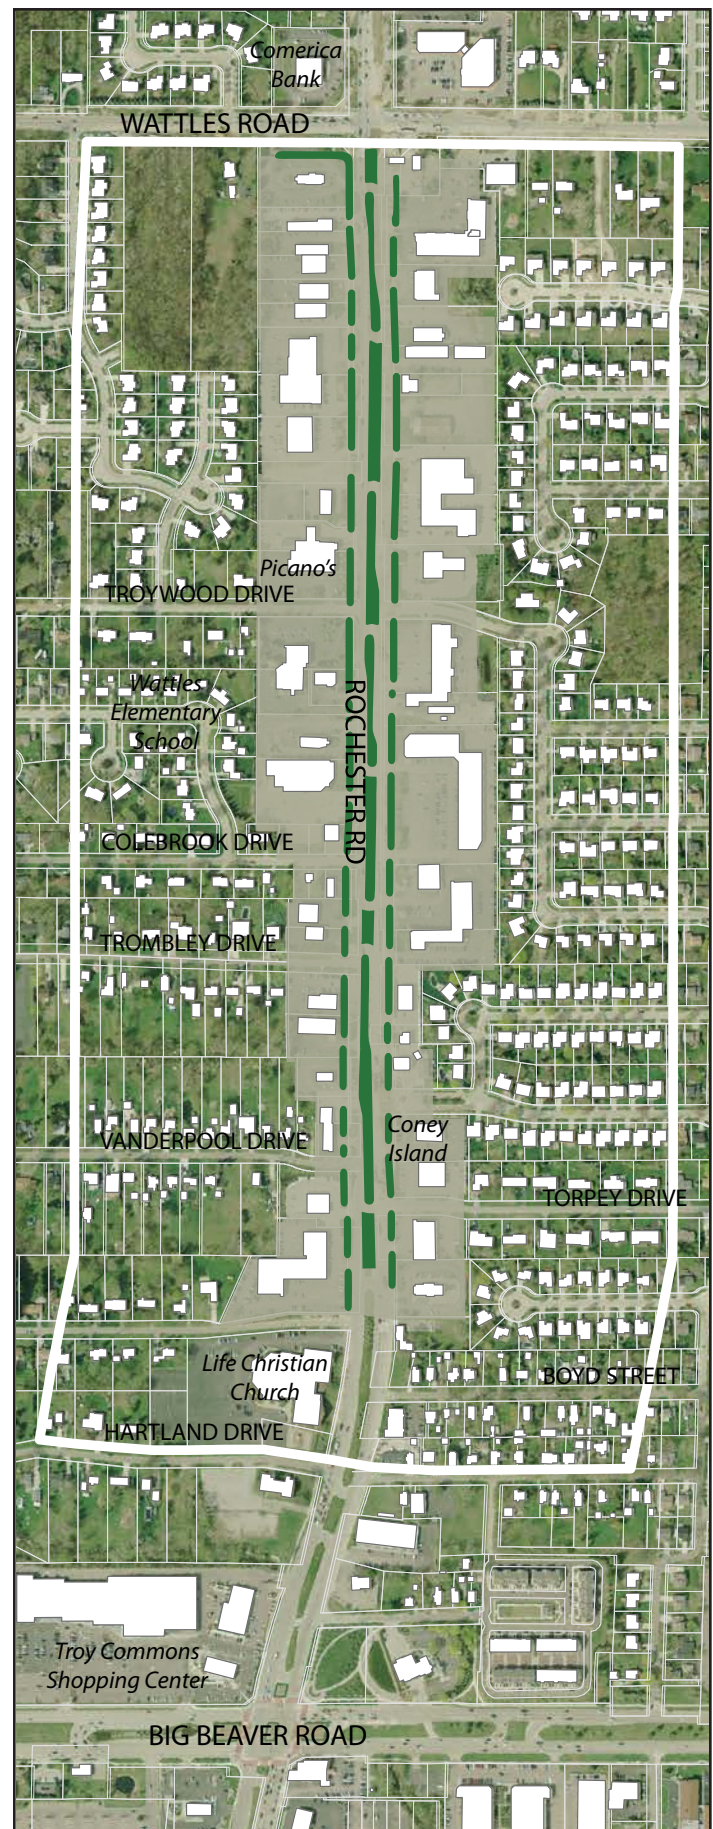 Comerica
Bank
WATTLES ROAD
Picano's
TROYWOOD DRIVE
Wattles
Elementary
School
ROCHESTER RD
COLEBROOK DRIVE
TROMBLEY DRIVE
Coney
Island
VANDERPOOL DRIVE
TORPEY DRIVE
Life Christian
Church
BOYD STREET
HARTLAND DRIVE
Troy Commons
Shopping Center
BIG BEAVER ROAD